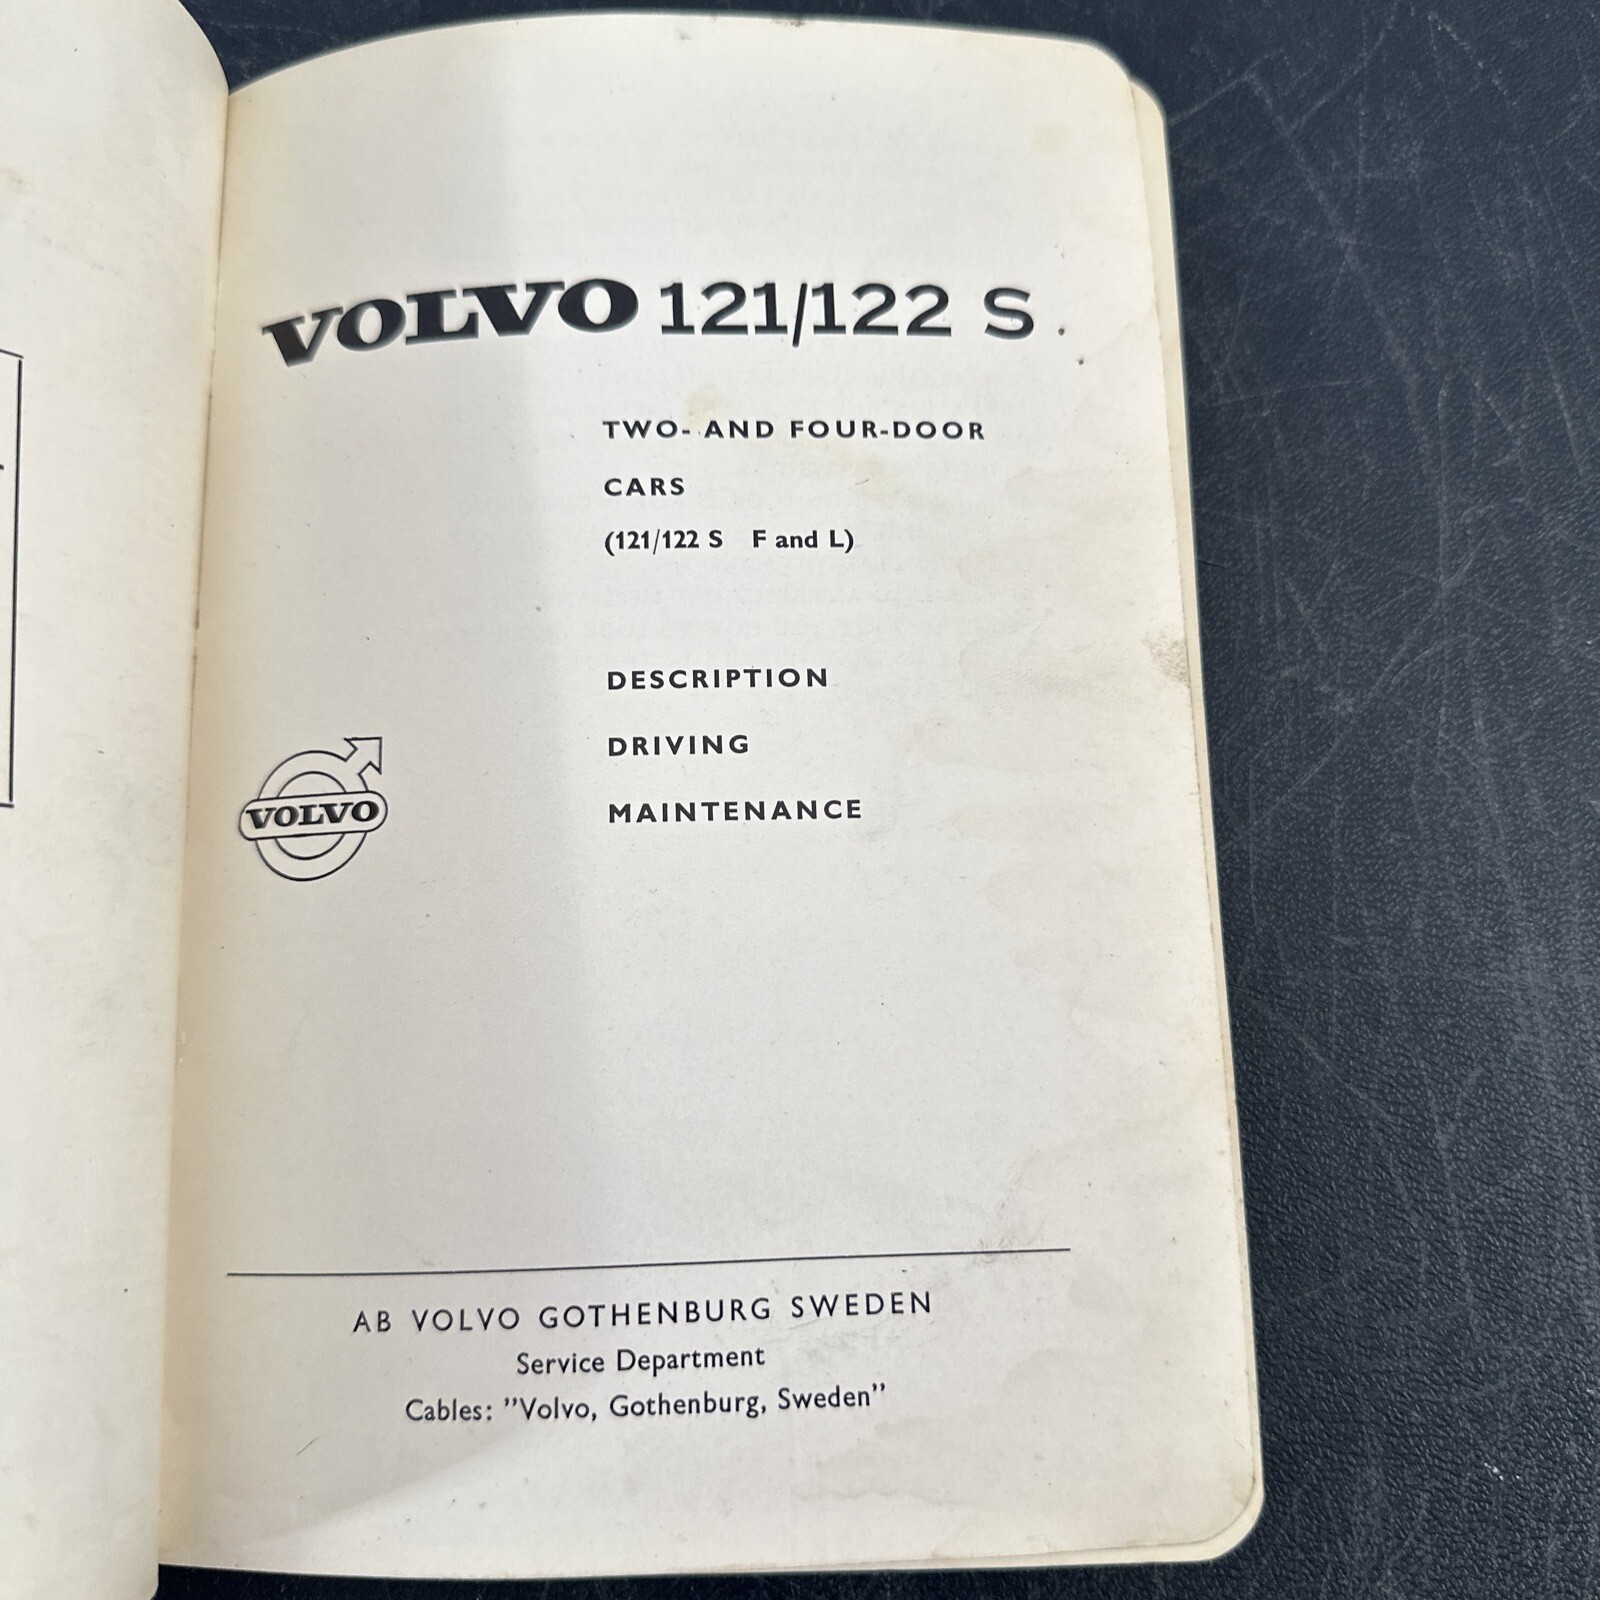 VOLVO 121/122 S
TWO- AND FOUR-DOOR
CARS
(121/122 S F and L)
DESCRIPTION
DRIVING
VOLVO
MAINTENANCE
AB VOLVO GOTHENBURG SWEDEN
Service Department
Cables: ”Volvo, Gothenburg, Sweden”